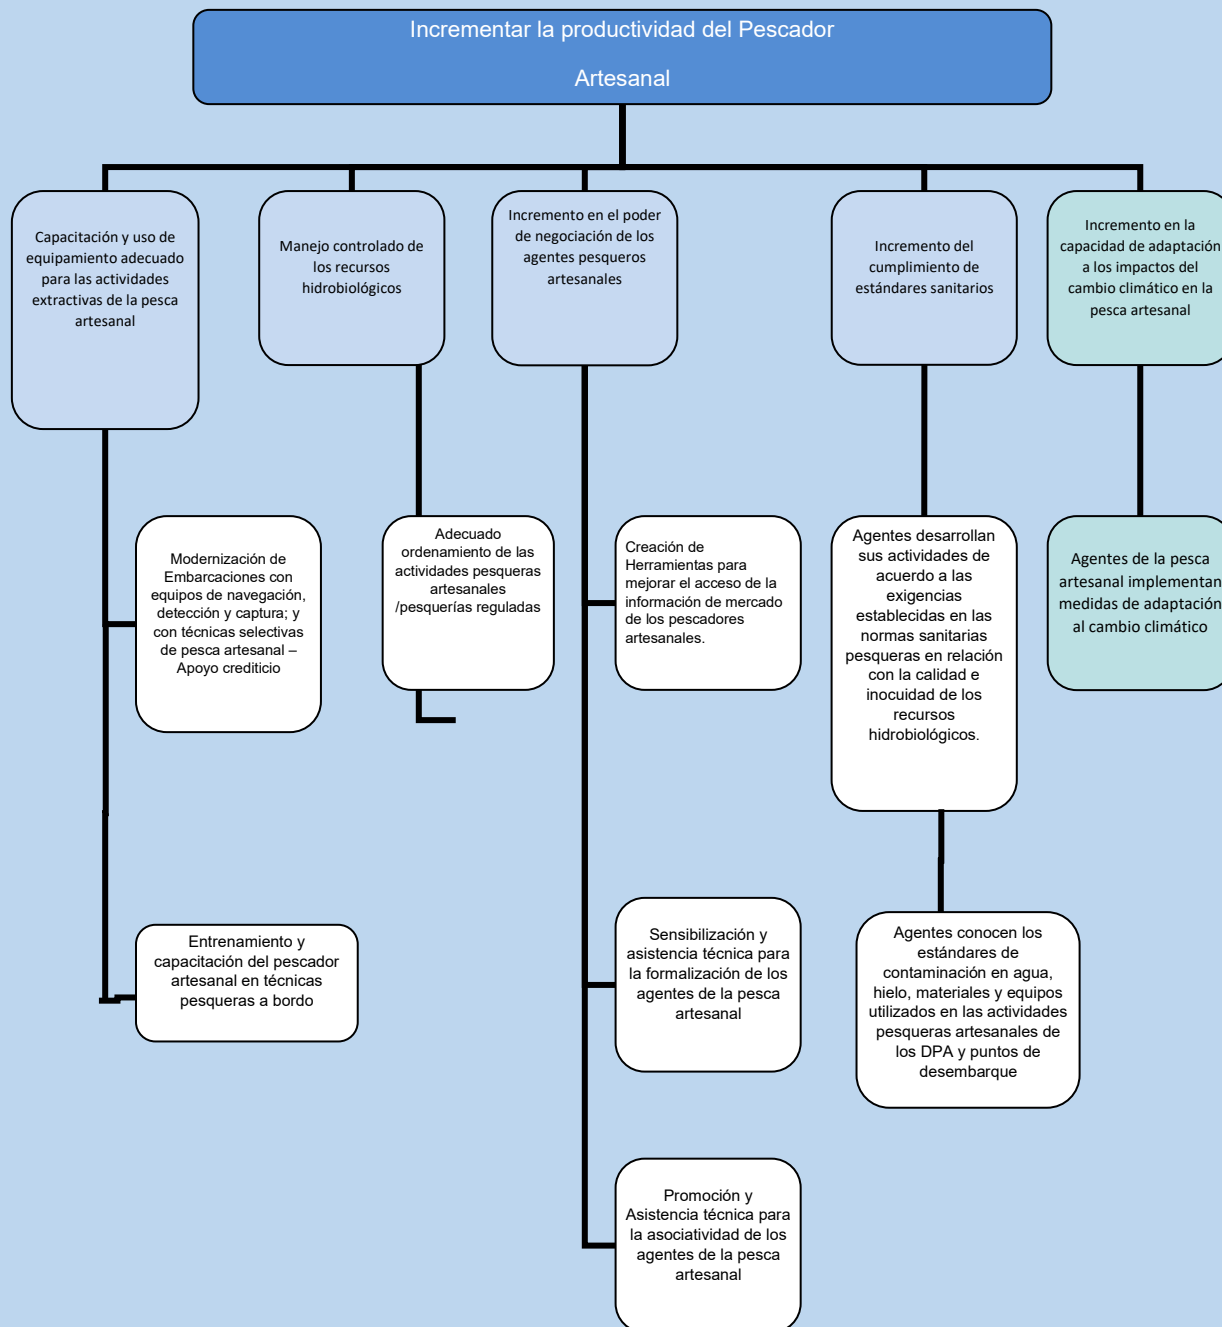 Incrementar la productividad del Pescador
Artesanal
Capacitación y uso de
equipamiento adecuado
para las actividades
extractivas de la pesca
artesanal
Manejo controlado de
los recursos
hidrobiológicos
Incremento en el poder
de negociación de los
agentes pesqueros
artesanales
Incremento del
cumplimiento de
estándares sanitarios
Incremento en la
capacidad de adaptación
a los impactos del
cambio climático en la
pesca artesanal
Modernización de
Embarcaciones con
equipos de navegación,
detección y captura; y
con técnicas selectivas
de pesca artesanal –
Apoyo crediticio
Adecuado
ordenamiento de las
actividades pesqueras
artesanales
/pesquerías reguladas
Creación de
Herramientas para
mejorar el acceso de la
información de mercado
de los pescadores
artesanales.
Agentes desarrollan
sus actividades de
acuerdo a las
exigencias
establecidas en las
normas sanitarias
pesqueras en relación
con la calidad e
inocuidad de los
recursos
hidrobiológicos.
Agentes de la pesca
artesanal implementan
medidas de adaptación
al cambio climático
Entrenamiento y
capacitación del pescador
artesanal en técnicas
pesqueras a bordo
Sensibilización y
asistencia técnica para
la formalización de los
agentes de la pesca
artesanal
Agentes conocen los
estándares de
contaminación en agua,
hielo, materiales y equipos
utilizados en las actividades
pesqueras artesanales de
los DPA y puntos de
desembarque
Promoción y
Asistencia técnica para
la asociatividad de los
agentes de la pesca
artesanal